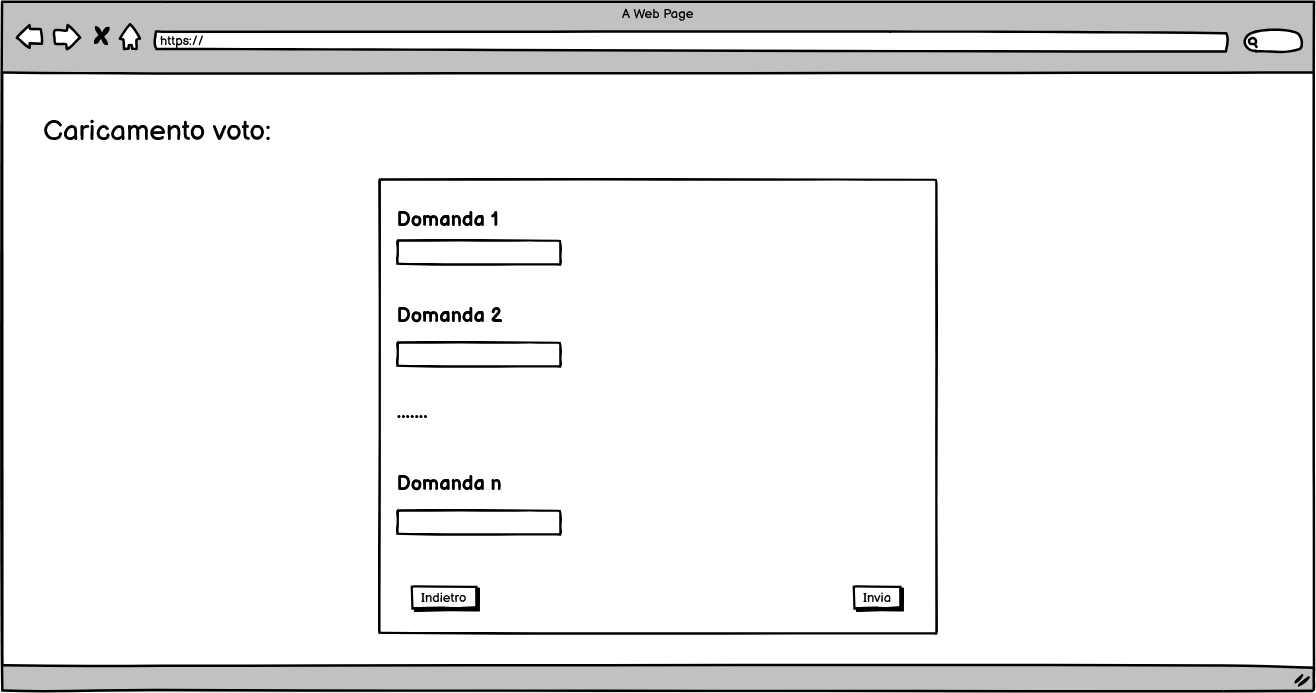 A Web Page
https://
Caricamento voto:
Domanda 1
Domanda 2
.......
Domanda n
Indietro
Invia